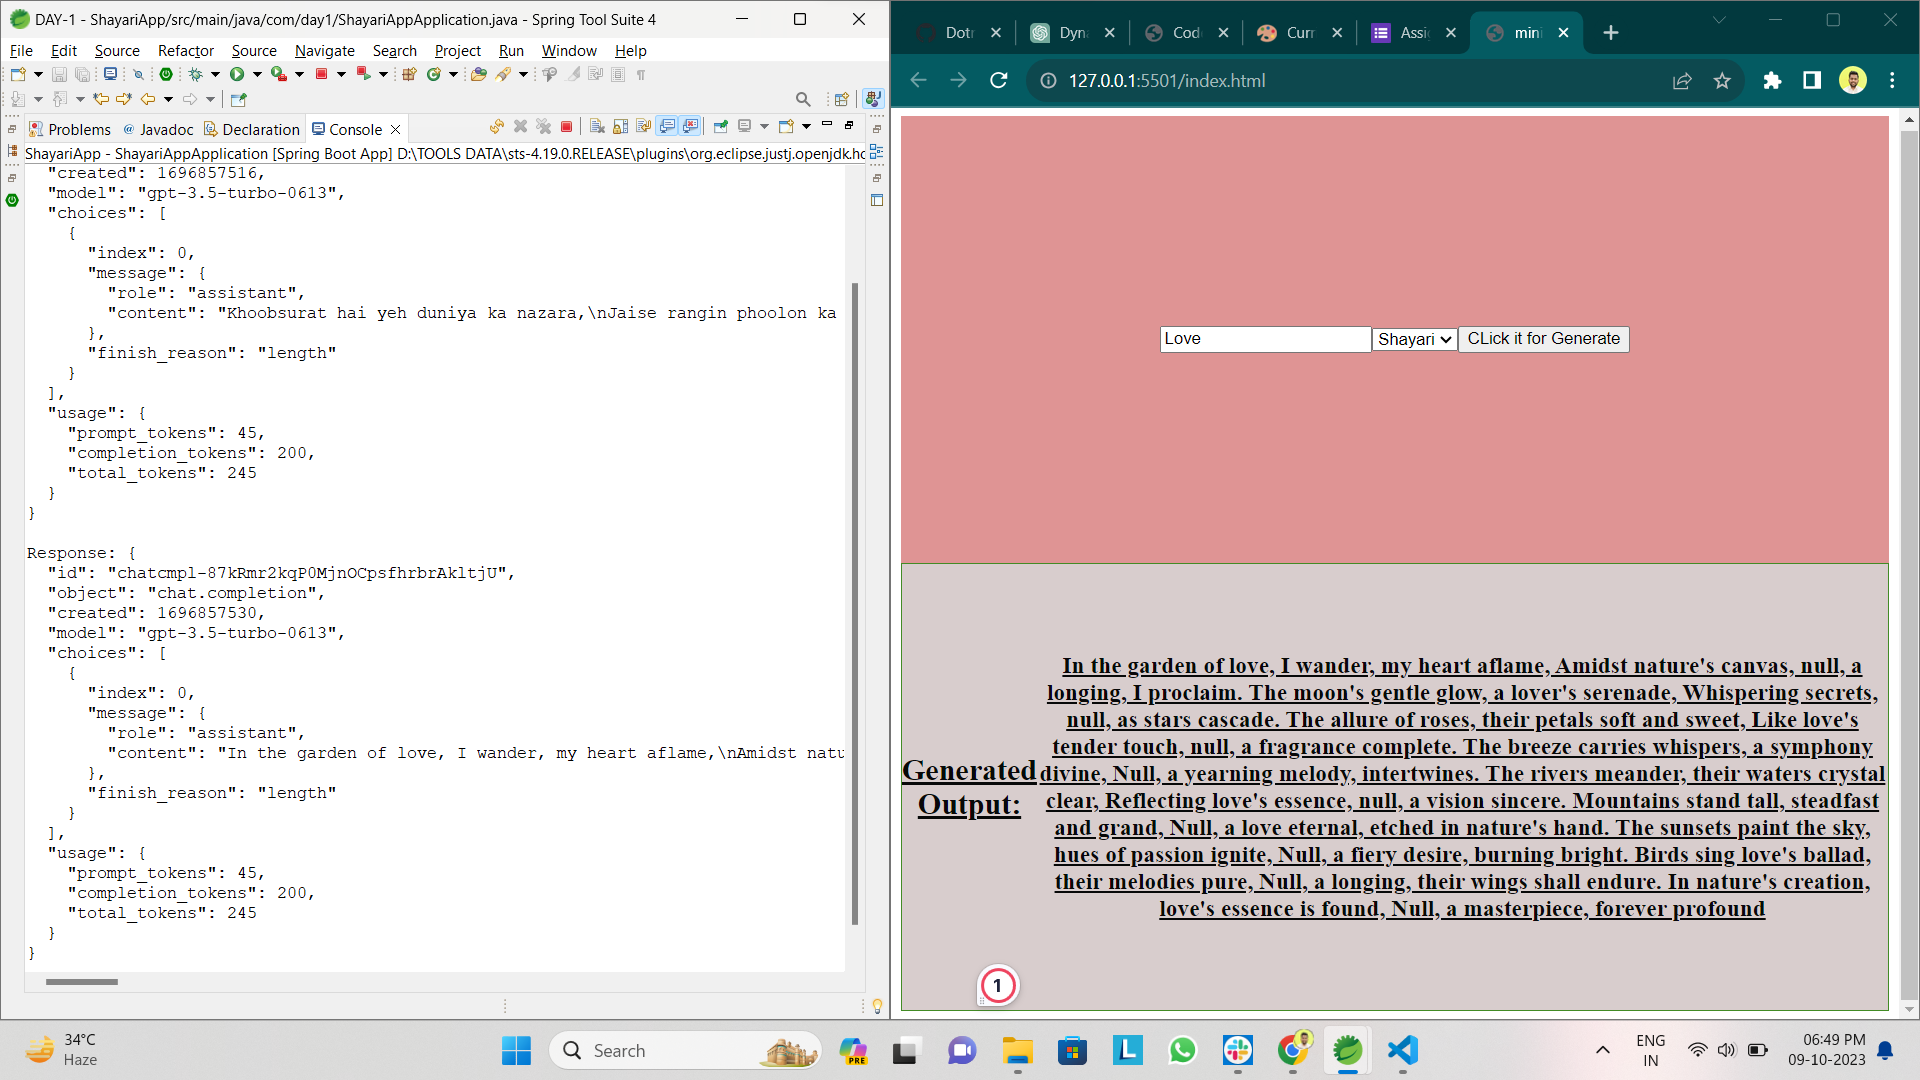 DAY-1 - ShayariApp/src/main/java/com/day1/ShayariAppApplication.java - Spring Tool Suite 4
File Edit Source Refactor Source Navigate Search Project Run Window Help
Problems @ Javadoc Declaration Console
ShayariApp - ShayariAppApplication [Spring Boot App] D:\TOOLS DATA\sts-4.19.0.RELEASE\plugins\org.eclipse.justj.openjdk.ho
"created": 1696857516,
"model": "gpt-3.5-turbo-0613",
"choices": [
{
"index": 0,
"message": {
"role": "assistant",
"content": "Khoobsurat hai yeh duniya ka nazara,\nJaise rangin phoolon ka
},
"finish_reason": "length"
}
],
"usage": {
"prompt_tokens": 45,
"completion_tokens": 200,
"total_tokens": 245
}
}
Response: {
"id": "chatcmpl-87kRmr2kqP0MjnOCpsfhrbrAkltjU",
"object": "chat.completion",
"created": 1696857530,
"model": "gpt-3.5-turbo-0613",
"choices": [
{
"index": 0,
"message": {
"role": "assistant",
"content": "In the garden of love, I wander, my heart aflame,\nAmidst natu
},
"finish_reason": "length"
}
],
"usage": {
"prompt_tokens": 45,
"completion_tokens": 200,
"total_tokens": 245
}
}
Dotr Dyna Code Curr Assig mini
127.0.0.1:5501/index.html
Love Shayari CLick it for Generate
Generated
Output:
In the garden of love, I wander, my heart aflame, Amidst nature's canvas, null, a
longing, I proclaim. The moon's gentle glow, a lover's serenade, Whispering secrets,
null, as stars cascade. The allure of roses, their petals soft and sweet, Like love's
tender touch, null, a fragrance complete. The breeze carries whispers, a symphony
divine, Null, a yearning melody, intertwines. The rivers meander, their waters crystal
clear, Reflecting love's essence, null, a vision sincere. Mountains stand tall, steadfast
and grand, Null, a love eternal, etched in nature's hand. The sunsets paint the sky,
hues of passion ignite, Null, a fiery desire, burning bright. Birds sing love's ballad,
their melodies pure, Null, a longing, their wings shall endure. In nature's creation,
love's essence is found, Null, a masterpiece, forever profound
1
34°C
Haze
Search
PRE
L
ENG
IN
06:49 PM
09-10-2023